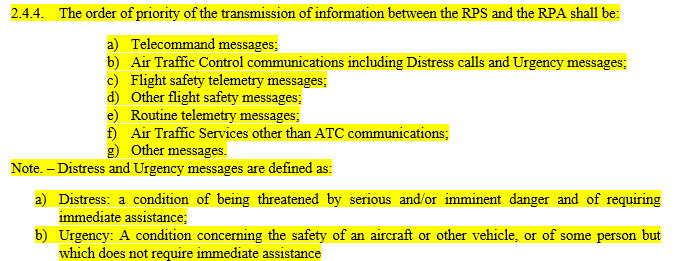 2.4.4. The order of priority of the transmission of information between the RPS and the RPA shall be:
a) Telecommand messages;
b) Air Traffic Control communications including Distress calls and Urgency messages;
c) Flight safety telemetry messages;
d) Other flight safety messages;
e) Routine telemetry messages;
f) Air Traffic Services other than ATC communications;
g) Other messages.
Note. – Distress and Urgency messages are defined as:
a) Distress: a condition of being threatened by serious and/or imminent danger and of requiring
immediate assistance;
b) Urgency: A condition concerning the safety of an aircraft or other vehicle, or of some person but
which does not require immediate assistance